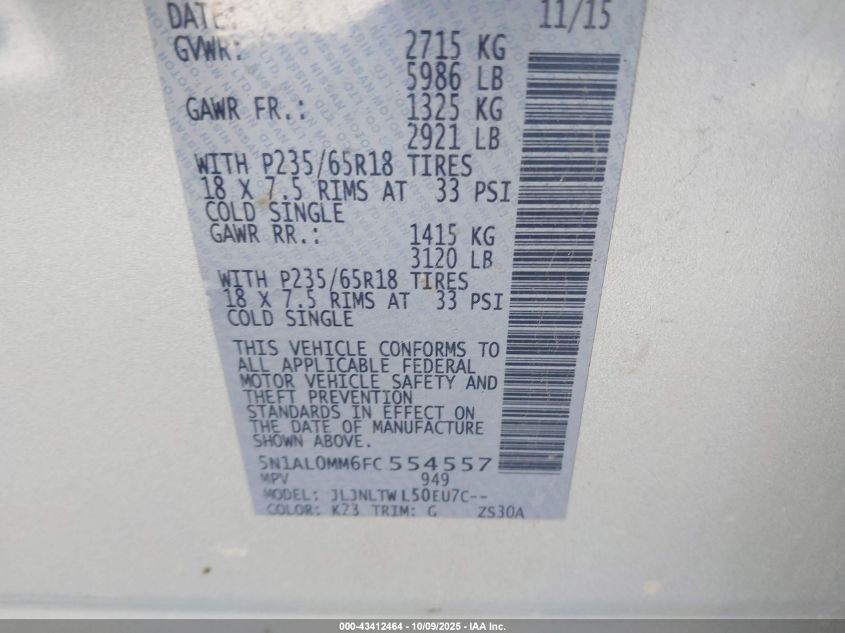 DATE: 11/15
GVWR: 2715 KG
5986 LB
GAWR FR.: 1325 KG
2921 LB
WITH P235/65R18 TIRES
18 X 7.5 RIMS AT 33 PSI
COLD SINGLE
GAWR RR.: 1415 KG
3120 LB
WITH P235/65R18 TIRES
18 X 7.5 RIMS AT 33 PSI
COLD SINGLE
THIS VEHICLE CONFORMS TO
ALL APPLICABLE FEDERAL
MOTOR VEHICLE SAFETY AND
THEFT PREVENTION
STANDARDS IN EFFECT ON
THE DATE OF MANUFACTURE
SHOWN ABOVE.
5N1AL0MM6FC554557
MPV 949
MODEL: JLJNLTWL50EU7C--
COLOR: K23 TRIM: G ZS30A
000-43412464 - 10/09/2025 - IAA Inc.